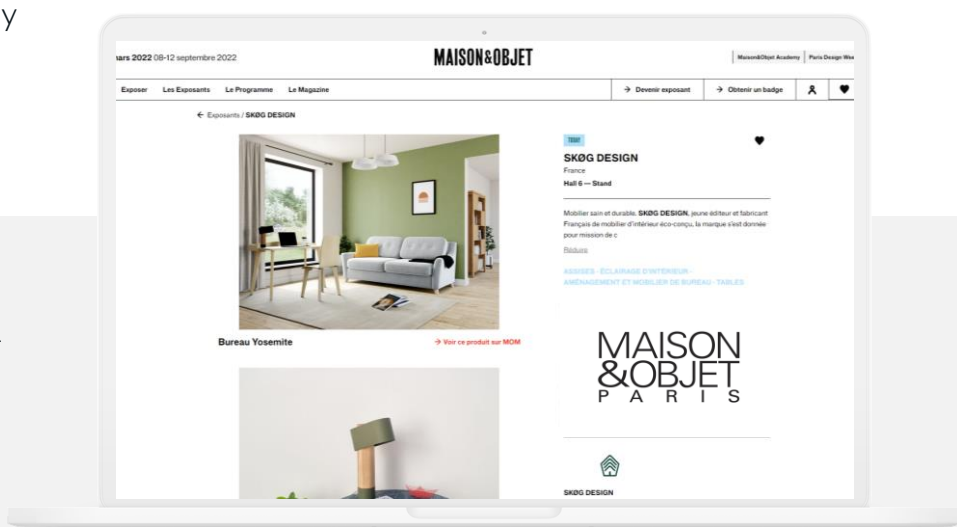 y
mars 2022 08-12 septembre 2022
MAISON&OBJET
Maison&Objet Academy
Paris Design
Exposer
Les Exposants
Le Programme
Le Magazine
→ Devenir exposant
→ Obtenir un badge
← Exposants / SKØG DESIGN
TODAY
SKØG DESIGN
France
Hall 6 — Stand
Mobilier sain et durable. SKØG DESIGN, jeune éditeur et fabricant
Français de mobilier d'intérieur éco-conçu, la marque s'est donnée
pour mission de c
Réduire
ASSISES - ÉCLAIRAGE D'INTÉRIEUR -
AMÉNAGEMENT ET MOBILIER DE BUREAU - TABLES
Bureau Yosemite
→ Voir ce produit sur MOM
MAISON
&OBJET
PARIS
SKØG DESIGN